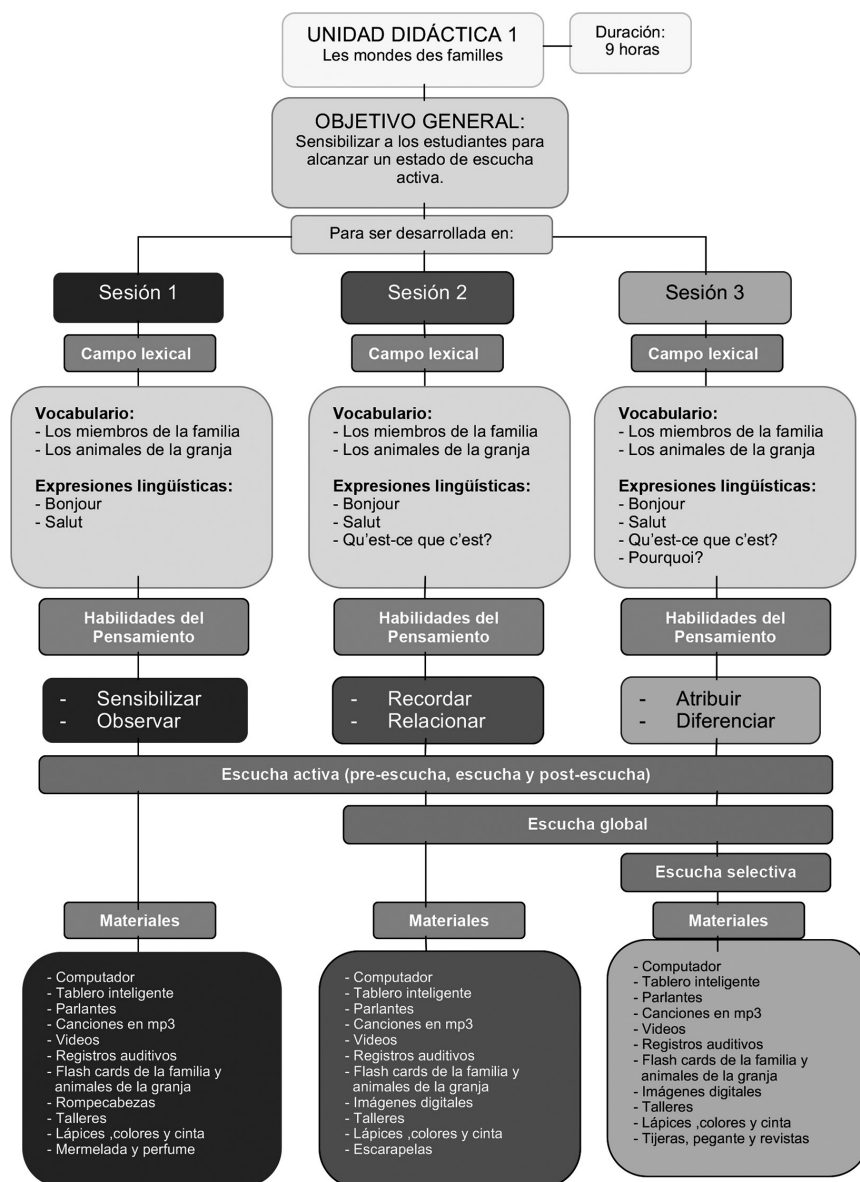 UNIDAD DIDÁCTICA 1
Les mondes des familles
Duración:
9 horas
OBJETIVO GENERAL:
Sensibilizar a los estudiantes para
alcanzar un estado de escucha
activa.
Para ser desarrollada en:
Sesión 1
Campo lexical
Vocabulario:
- Los miembros de la familia
- Los animales de la granja
Expresiones lingüísticas:
- Bonjour
- Salut
Habilidades del
Pensamiento
- Sensibilizar
- Observar
Sesión 2
Campo lexical
Vocabulario:
- Los miembros de la familia
- Los animales de la granja
Expresiones lingüísticas:
- Bonjour
- Salut
- Qu'est-ce que c'est?
Habilidades del
Pensamiento
- Recordar
- Relacionar
Sesión 3
Campo lexical
Vocabulario:
- Los miembros de la familia
- Los animales de la granja
Expresiones lingüísticas:
- Bonjour
- Salut
- Qu'est-ce que c'est?
- Pourquoi?
Habilidades del
Pensamiento
- Atribuir
- Diferenciar
Escucha activa (pre-escucha, escucha y post-escucha)
Escucha global
Escucha selectiva
Materiales
- Computador
- Tablero inteligente
- Parlantes
- Canciones en mp3
- Videos
- Registros auditivos
- Flash cards de la familia y
animales de la granja
- Rompecabezas
- Talleres
- Lápices ,colores y cinta
- Mermelada y perfume
Materiales
- Computador
- Tablero inteligente
- Parlantes
- Canciones en mp3
- Videos
- Registros auditivos
- Flash cards de la familia y
animales de la granja
- Imágenes digitales
- Talleres
- Lápices ,colores y cinta
- Escarapelas
Materiales
- Computador
- Tablero inteligente
- Parlantes
- Canciones en mp3
- Videos
- Registros auditivos
- Flash cards de la familia y
animales de la granja
- Imágenes digitales
- Talleres
- Lápices ,colores y cinta
- Tijeras, pegante y revistas